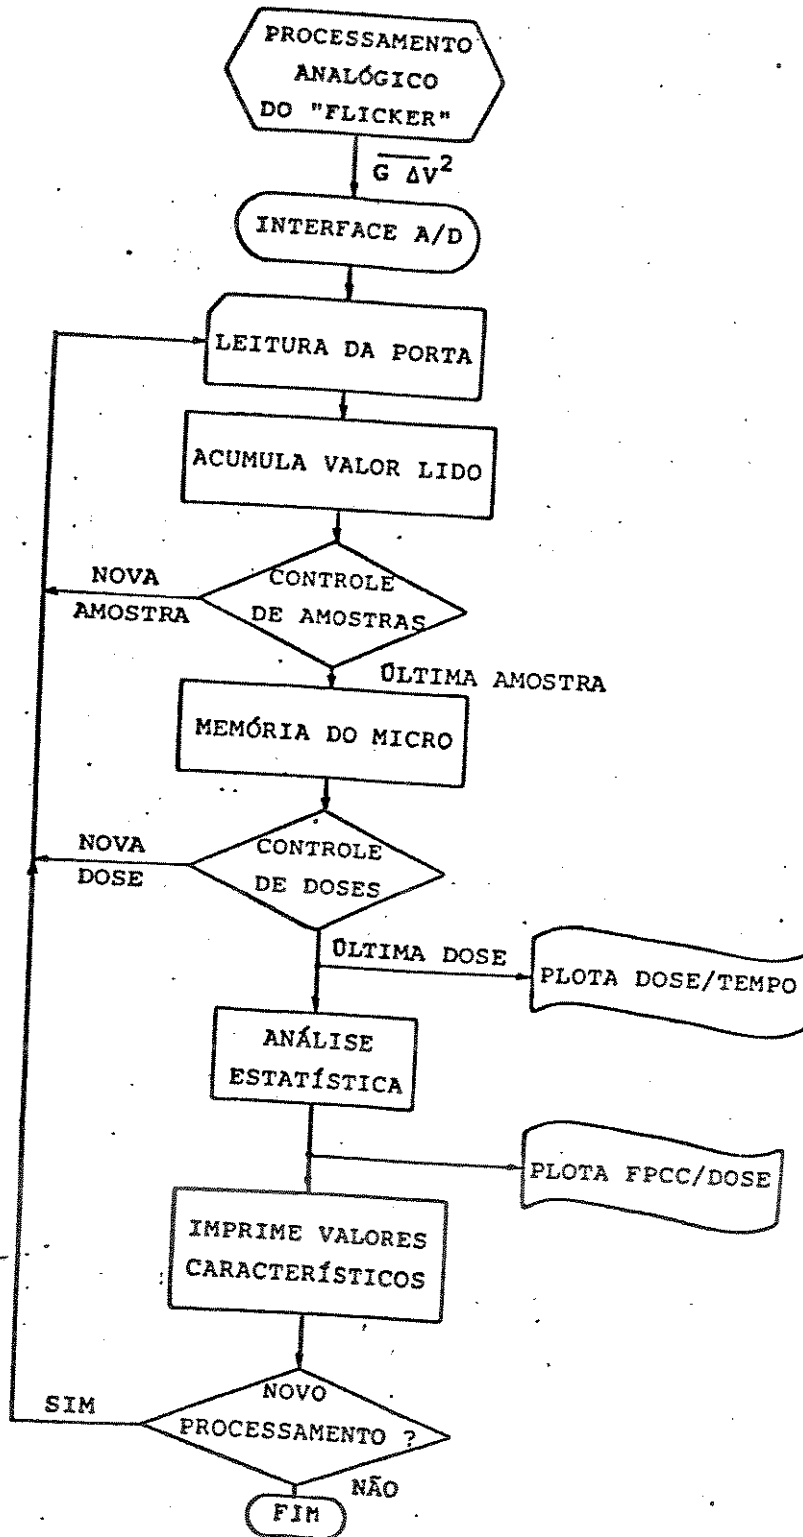 PROCESSAMENTO
ANALÓGICO
DO "FLICKER"
G ΔV²
INTERFACE A/D
LEITURA DA PORTA
ACUMULA VALOR LIDO
CONTROLE
DE AMOSTRAS
NOVA
AMOSTRA
ÚLTIMA AMOSTRA
MEMÓRIA DO MICRO
CONTROLE
DE DOSES
NOVA
DOSE
ÚLTIMA DOSE
PLOTA DOSE/TEMPO
ANÁLISE
ESTATÍSTICA
PLOTA FPCC/DOSE
IMPRIME VALORES
CARACTERÍSTICOS
NOVO
PROCESSAMENTO ?
SIM
NÃO
FIM